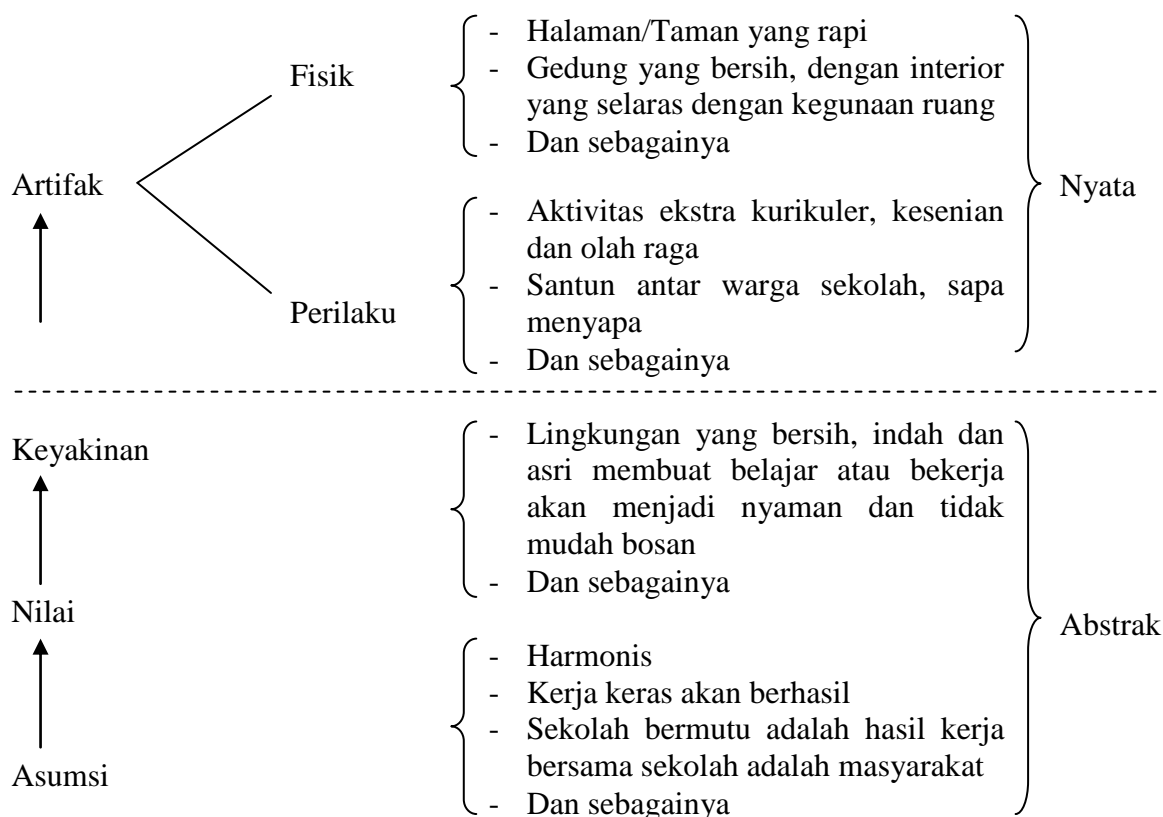 Artifak
Fisik
- Halaman/Taman yang rapi
- Gedung yang bersih, dengan interior
yang selaras dengan kegunaan ruang
- Dan sebagainya
Perilaku
- Aktivitas ekstra kurikuler, kesenian
dan olah raga
- Santun antar warga sekolah, sapa
menyapa
- Dan sebagainya
Nyata
Keyakinan
- Lingkungan yang bersih, indah dan
asri membuat belajar atau bekerja
akan menjadi nyaman dan tidak
mudah bosan
- Dan sebagainya
Nilai
- Harmonis
- Kerja keras akan berhasil
- Sekolah bermutu adalah hasil kerja
bersama sekolah adalah masyarakat
- Dan sebagainya
Asumsi
Abstrak